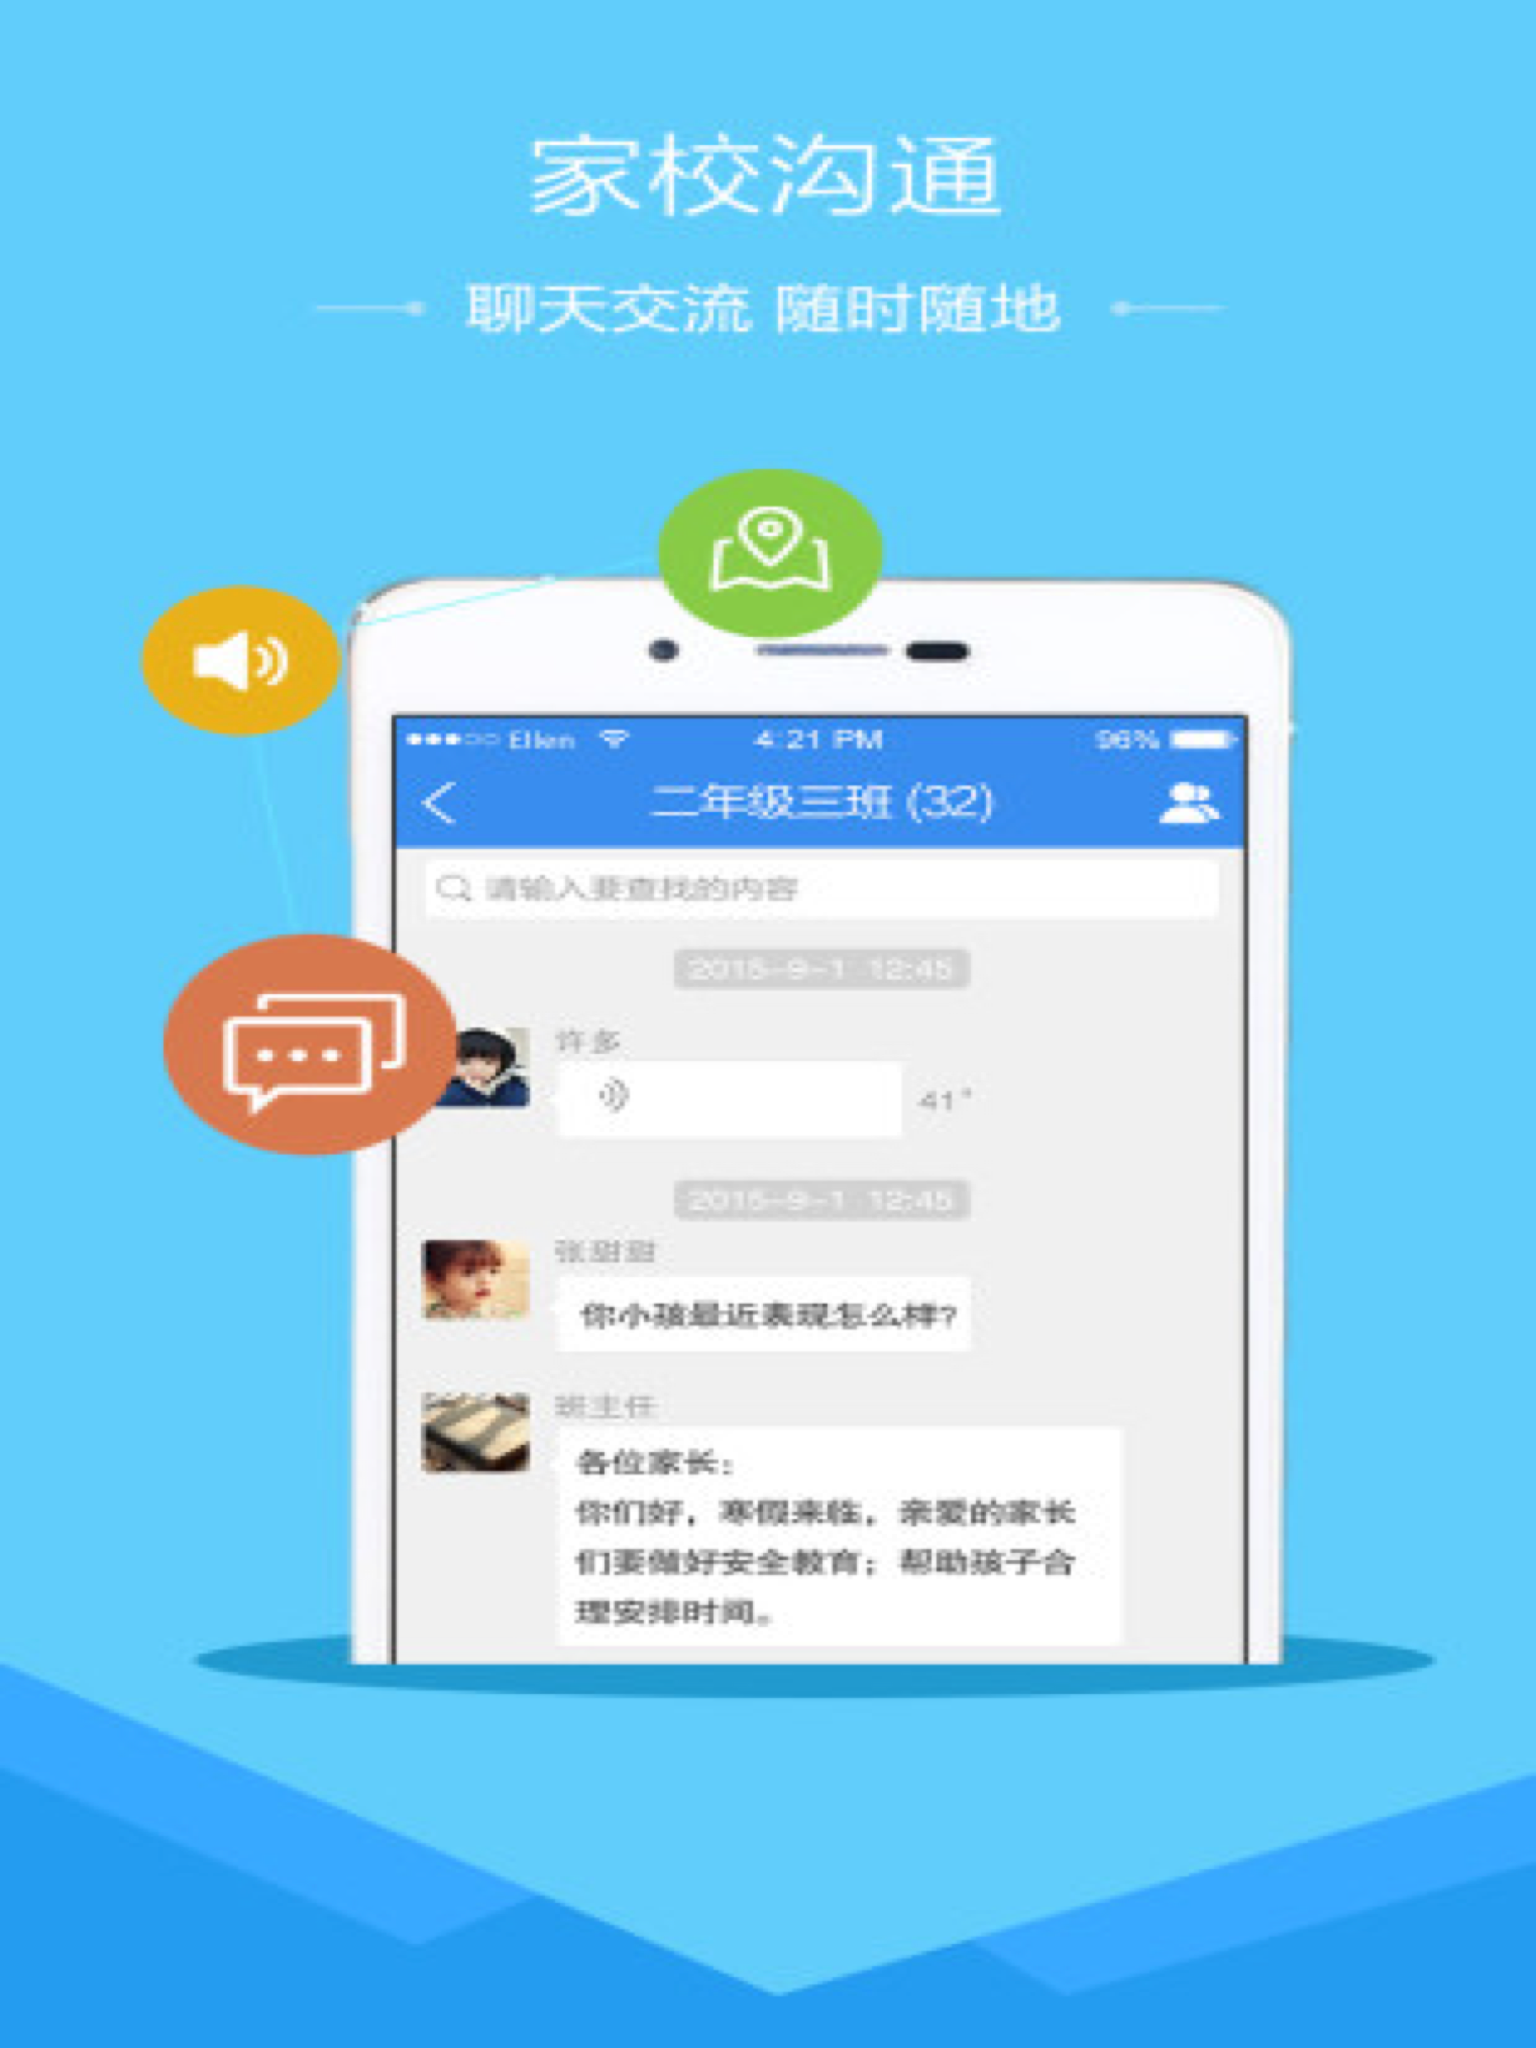 家校沟通
聊天交流 随时随地
Ellen
4:21 PM
96%
二年级三班 (32)
请输入要查找的内容
2015-9-1 12:45
许多
41"
2015-9-1 12:45
张甜甜
你小孩最近表现怎么样?
班主任
各位家长：
你们好，寒假来临，亲爱的家长
们要做好安全教育；帮助孩子合
理安排时间。